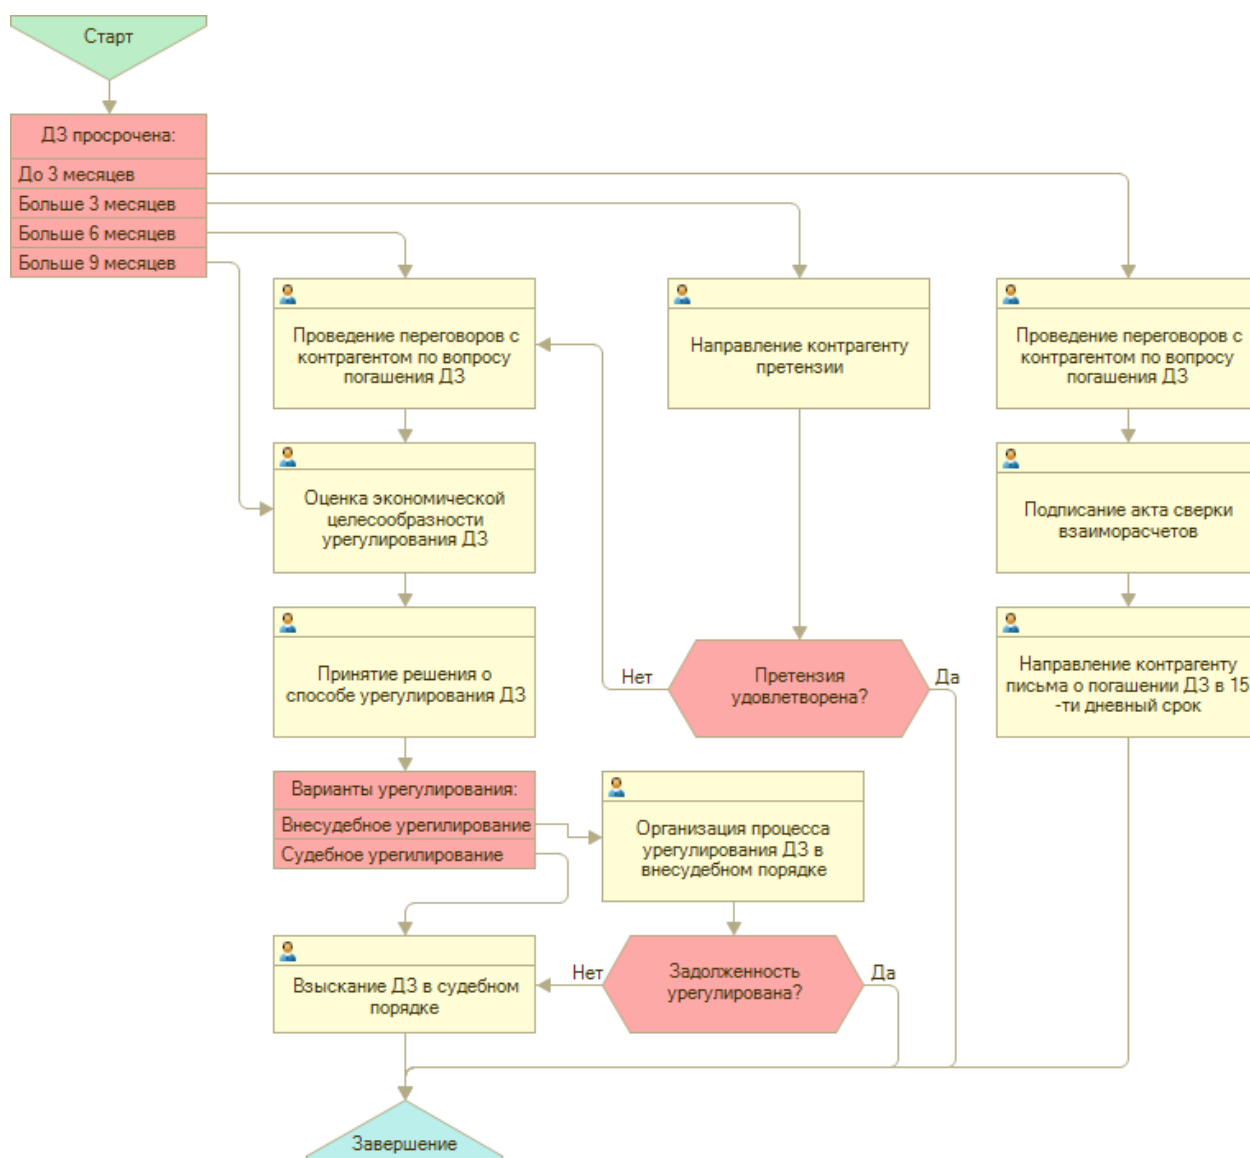 Старт
ДЗ просрочена:
До 3 месяцев
Больше 3 месяцев
Больше 6 месяцев
Больше 9 месяцев
Проведение переговоров с
контрагентом по вопросу
погашения ДЗ
Направление контрагенту
претензии
Проведение переговоров с
контрагентом по вопросу
погашения ДЗ
Оценка экономической
целесообразности
урегулирования ДЗ
Подписание акта сверки
взаиморасчетов
Принятие решения о
способе урегулирования ДЗ
Нет
Претензия
удовлетворена?
Да
Направление контрагенту
письма о погашении ДЗ в 15
-ти дневный срок
Варианты урегулирования:
Внесудебное урегилирование
Судебное урегилирование
Организация процесса
урегулирования ДЗ в
внесудебном порядке
Взыскание ДЗ в судебном
порядке
Нет
Задолженность
урегулирована?
Да
Завершение